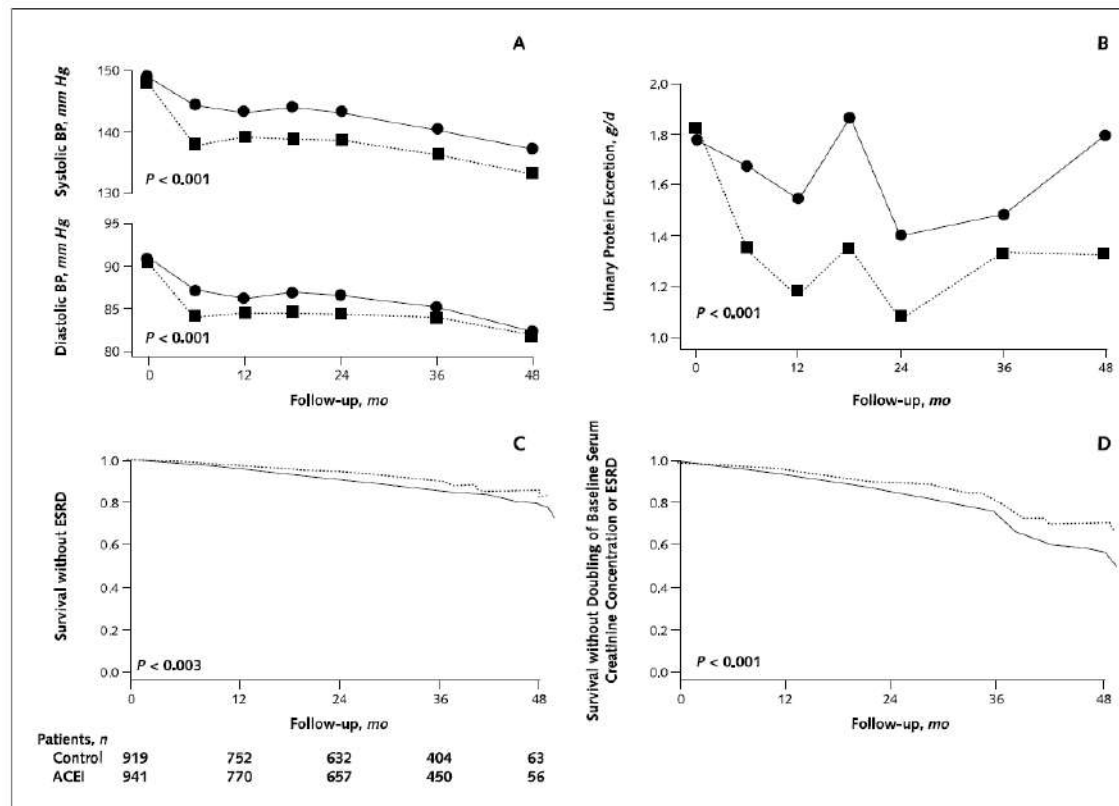 A
Systolic BP, mm Hg
150
140
130
P < 0.001
Diastolic BP, mm Hg
95
90
85
80
P < 0.001
0 12 24 36 48
Follow-up, mo
B
Urinary Protein Excretion, g/d
2.0
1.8
1.6
1.4
1.2
1.0
P < 0.001
0 12 24 36 48
Follow-up, mo
C
Survival without ESRD
1.0
0.8
0.6
0.4
0.2
0.0
P < 0.003
0 12 24 36 48
Follow-up, mo
D
Survival without Doubling of Baseline Serum
Creatinine Concentration or ESRD
1.0
0.8
0.6
0.4
0.2
0.0
P < 0.001
0 12 24 36 48
Follow-up, mo
Patients, n
Control 919 752 632 404 63
ACEI 941 770 657 450 56